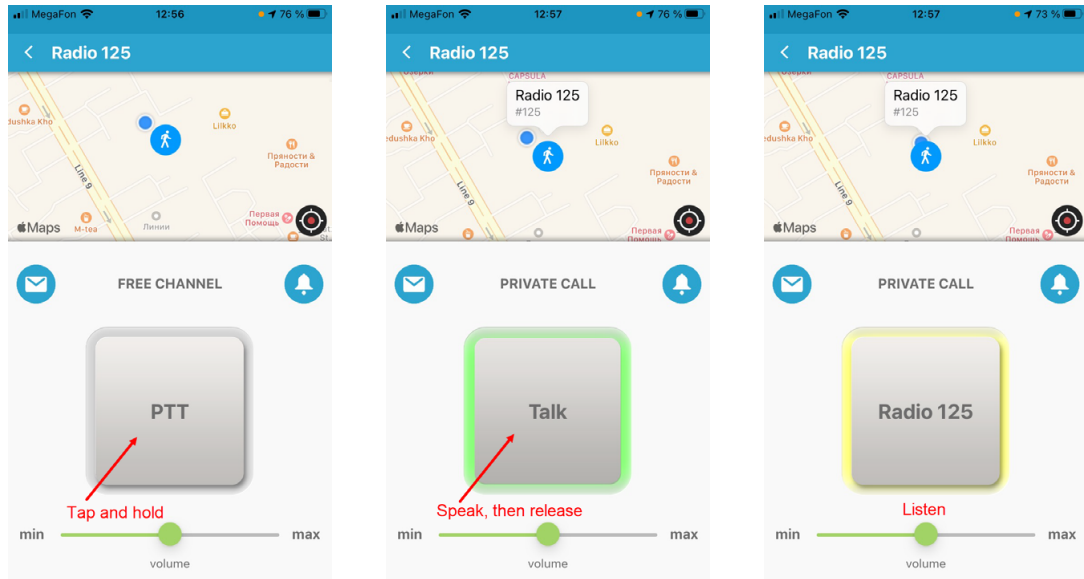 MegaFon 12:56 76 %
Radio 125
dushka Kho
Lilkko
Пряности &
Радости
Line 9
Maps
M-tea
Линии
Первая
Помощь
St.
FREE CHANNEL
PTT
Tap and hold
min max
volume
MegaFon 12:57 76 %
Radio 125
Озерки
CAPSULA
Radio 125
#125
edushka Kho
Lilkko
Пряности &
Радости
Line 9
Maps
Первая
Помощь
PRIVATE CALL
Talk
Speak, then release
min max
volume
MegaFon 12:57 73 %
Radio 125
CAPSULA
Radio 125
#125
edushka Kho
Lilkko
Пряности &
Радости
Line 9
Maps
Первая
Помощь
PRIVATE CALL
Radio 125
Listen
min max
volume